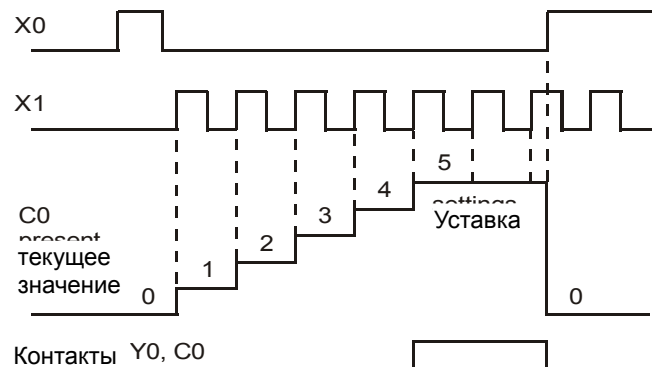 X0
X1
5
4
3
2
1
0
0
C0
present
settings
Уставка
текущее
значение
Контакты Y0, C0